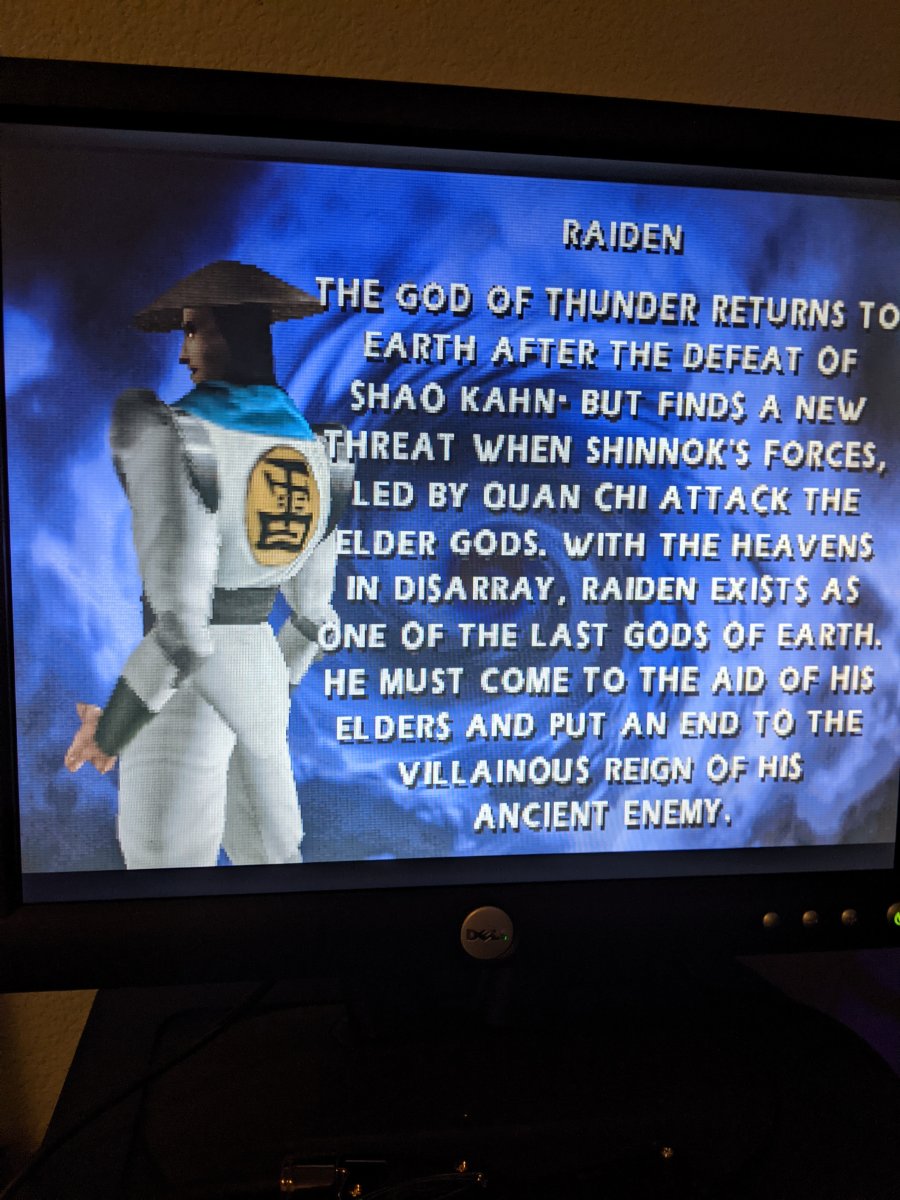 RAIDEN
THE GOD OF THUNDER RETURNS TO
EARTH AFTER THE DEFEAT OF
SHAO KAHN- BUT FINDS A NEW
THREAT WHEN SHINNOK'S FORCES,
LED BY QUAN CHI ATTACK THE
ELDER GODS. WITH THE HEAVENS
IN DISARRAY, RAIDEN EXISTS AS
ONE OF THE LAST GODS OF EARTH.
HE MUST COME TO THE AID OF HIS
ELDERS AND PUT AN END TO THE
VILLAINOUS REIGN OF HIS
ANCIENT ENEMY.
DELL